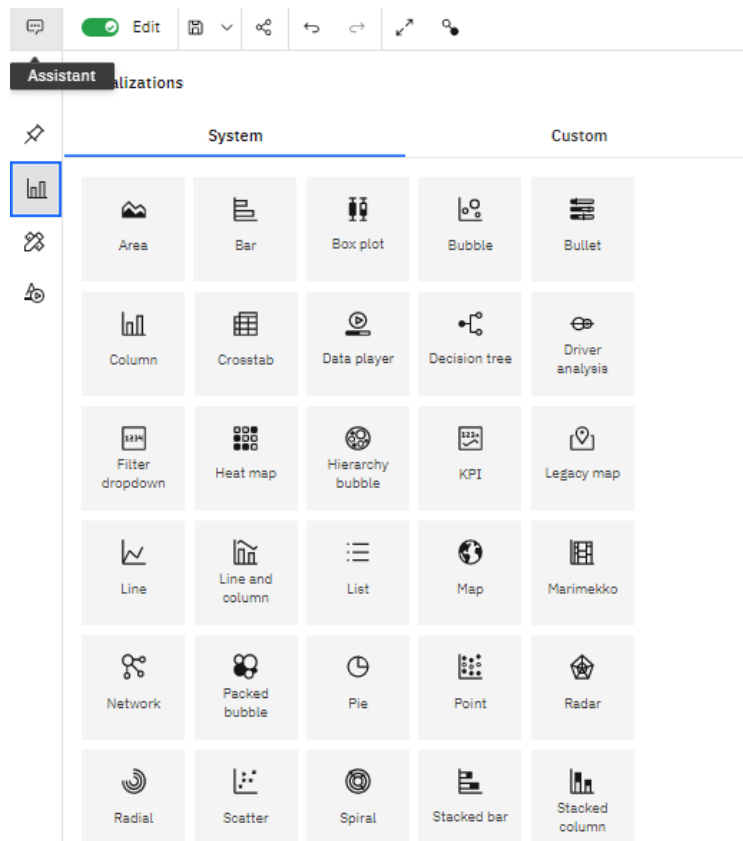 Edit
Assistant
alizations
System
Custom
Area
Bar
Box plot
Bubble
Bullet
Column
Crosstab
Data player
Decision tree
Driver
analysis
1234
Filter
dropdown
Heat map
Hierarchy
bubble
KPI
Legacy map
Line
Line and
column
List
Map
Marimekko
Network
Packed
bubble
Pie
Point
Radar
Radial
Scatter
Spiral
Stacked bar
Stacked
column